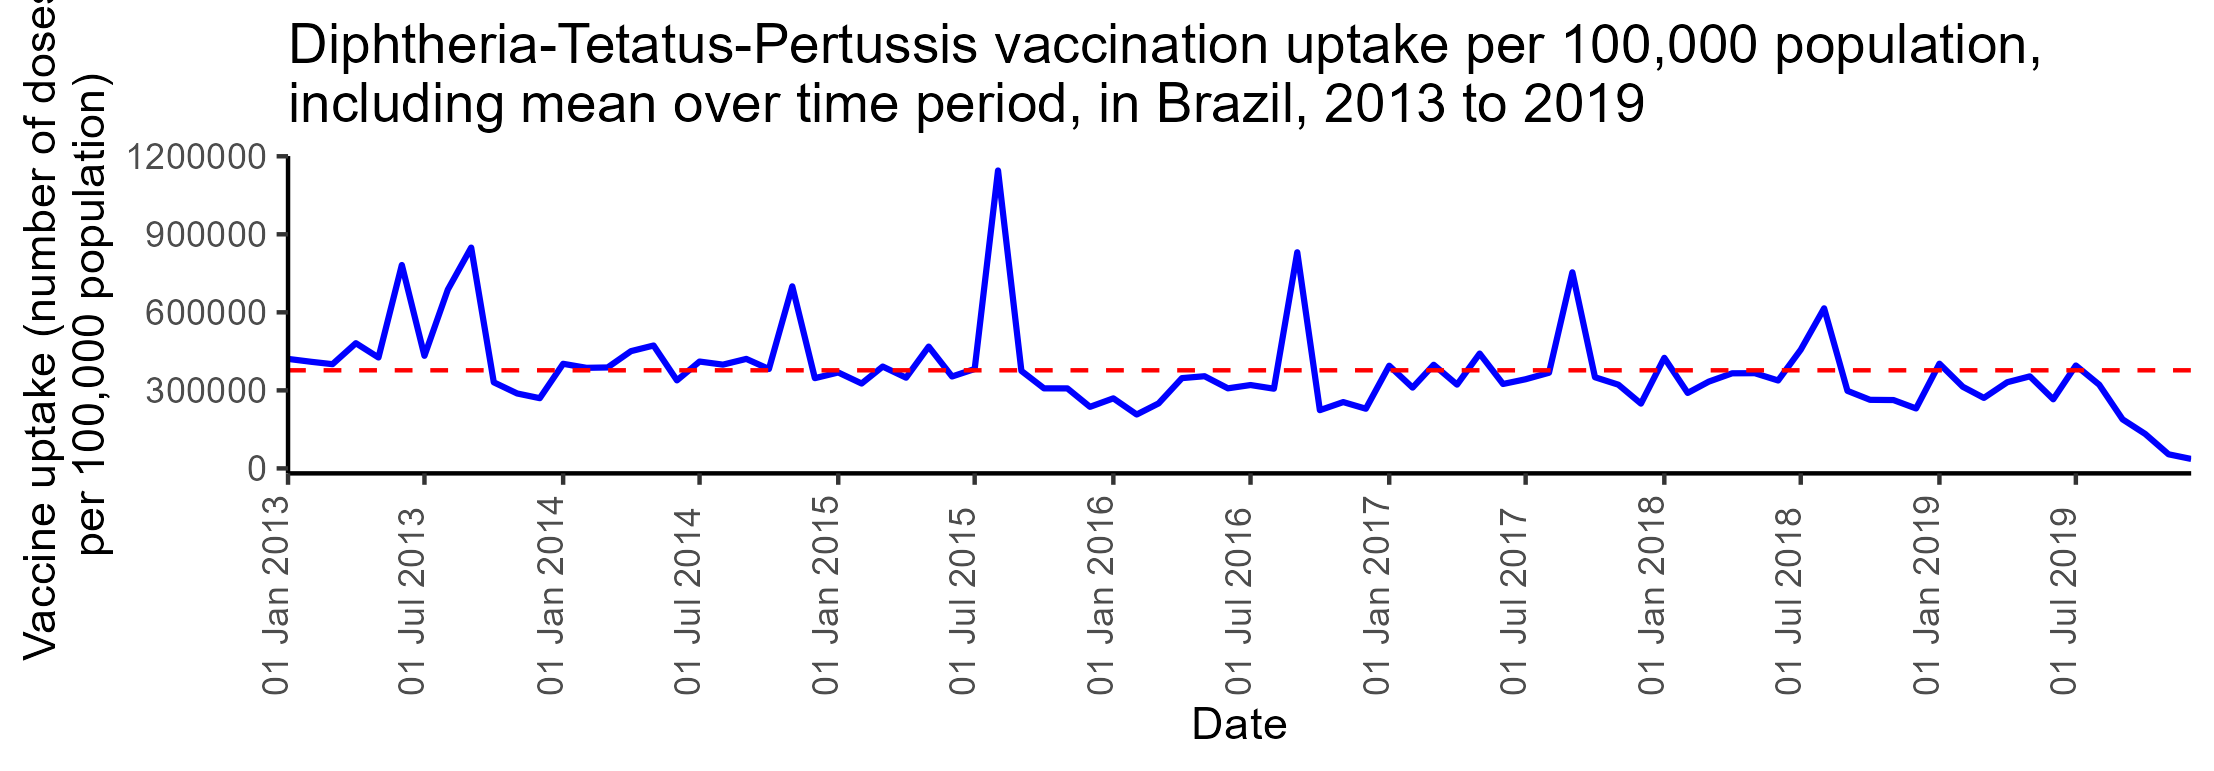 Diphtheria-Tetatus-Pertussis vaccination uptake per 100,000 population,
including mean over time period, in Brazil, 2013 to 2019
Vaccine uptake (number of doses
per 100,000 population)
1200000
900000
600000
300000
0
01 Jan 2013
01 Jul 2013
01 Jan 2014
01 Jul 2014
01 Jan 2015
01 Jul 2015
01 Jan 2016
01 Jul 2016
01 Jan 2017
01 Jul 2017
01 Jan 2018
01 Jul 2018
01 Jan 2019
01 Jul 2019
Date